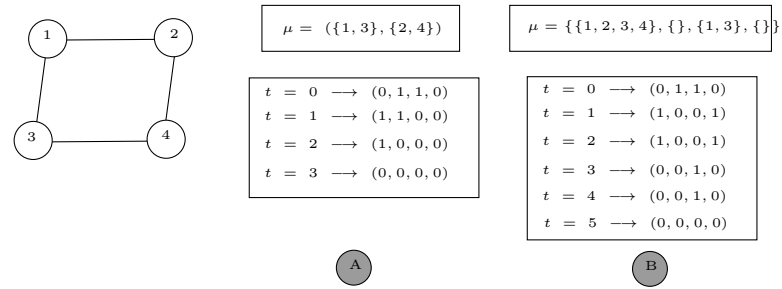 1
2
3
4
μ = ({1, 3}, {2, 4})
t = 0 ⟶ (0, 1, 1, 0)
t = 1 ⟶ (1, 1, 0, 0)
t = 2 ⟶ (1, 0, 0, 0)
t = 3 ⟶ (0, 0, 0, 0)
A
μ = {{1, 2, 3, 4}, {}, {1, 3}, {}}
t = 0 ⟶ (0, 1, 1, 0)
t = 1 ⟶ (1, 0, 0, 1)
t = 2 ⟶ (1, 0, 0, 1)
t = 3 ⟶ (0, 0, 1, 0)
t = 4 ⟶ (0, 0, 1, 0)
t = 5 ⟶ (0, 0, 0, 0)
B